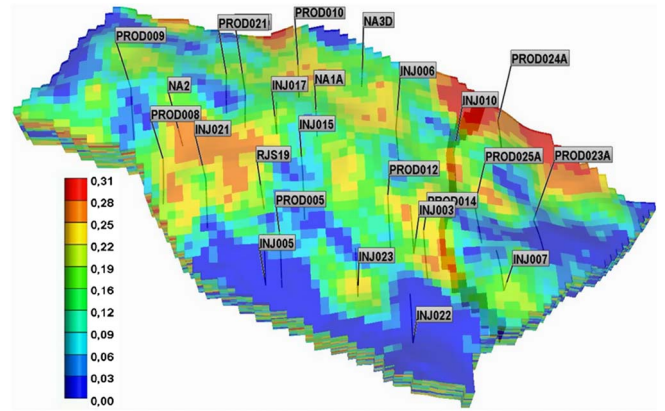 PROD010
PROD021
NA3D
PROD009
PROD024A
INJ006
NA2
INJ017
NA1A
INJ010
PROD008
INJ021
INJ015
RJS19
PROD025A
PROD023A
PROD012
PROD005
PROD014
INJ003
INJ005
INJ023
INJ007
INJ022
0,31
0,28
0,25
0,22
0,19
0,16
0,12
0,09
0,06
0,03
0,00